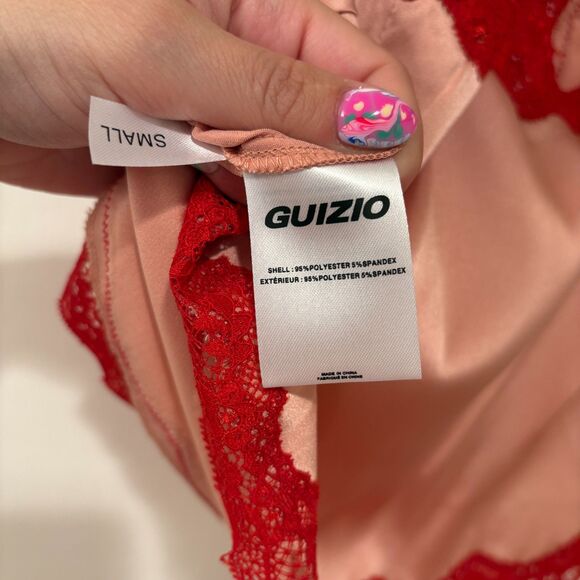 SMALL
GUIZIO
SHELL : 95%POLYESTER 5%SPANDEX
EXTÉRIEUR : 95%POLYESTER 5%SPANDEX
MADE IN CHINA
FABRIQUÉ EN CHINE